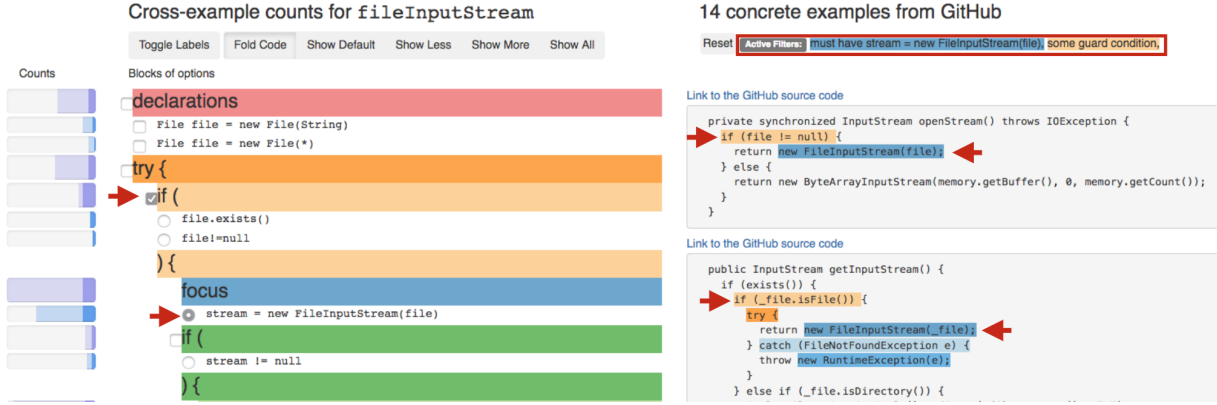 Cross-example counts for fileInputStream
Toggle Labels Fold Code Show Default Show Less Show More Show All
Counts
Blocks of options
declarations
File file = new File(String)
File file = new File(*)
try {
if (
file.exists()
file!=null
) {
focus
stream = new FileInputStream(file)
if (
stream != null
) {
14 concrete examples from GitHub
Reset Active Filters: must have stream = new FileInputStream(file), some guard condition,
Link to the GitHub source code
private synchronized InputStream openStream() throws IOException {
if (file != null) {
return new FileInputStream(file);
} else {
return new ByteArrayInputStream(memory.getBuffer(), 0, memory.getCount());
}
}
Link to the GitHub source code
public InputStream getInputStream() {
if (exists()) {
if (_file.isFile()) {
try {
return new FileInputStream(_file);
} catch (FileNotFoundException e) {
throw new RuntimeException(e);
}
} else if (_file.isDirectory()) {